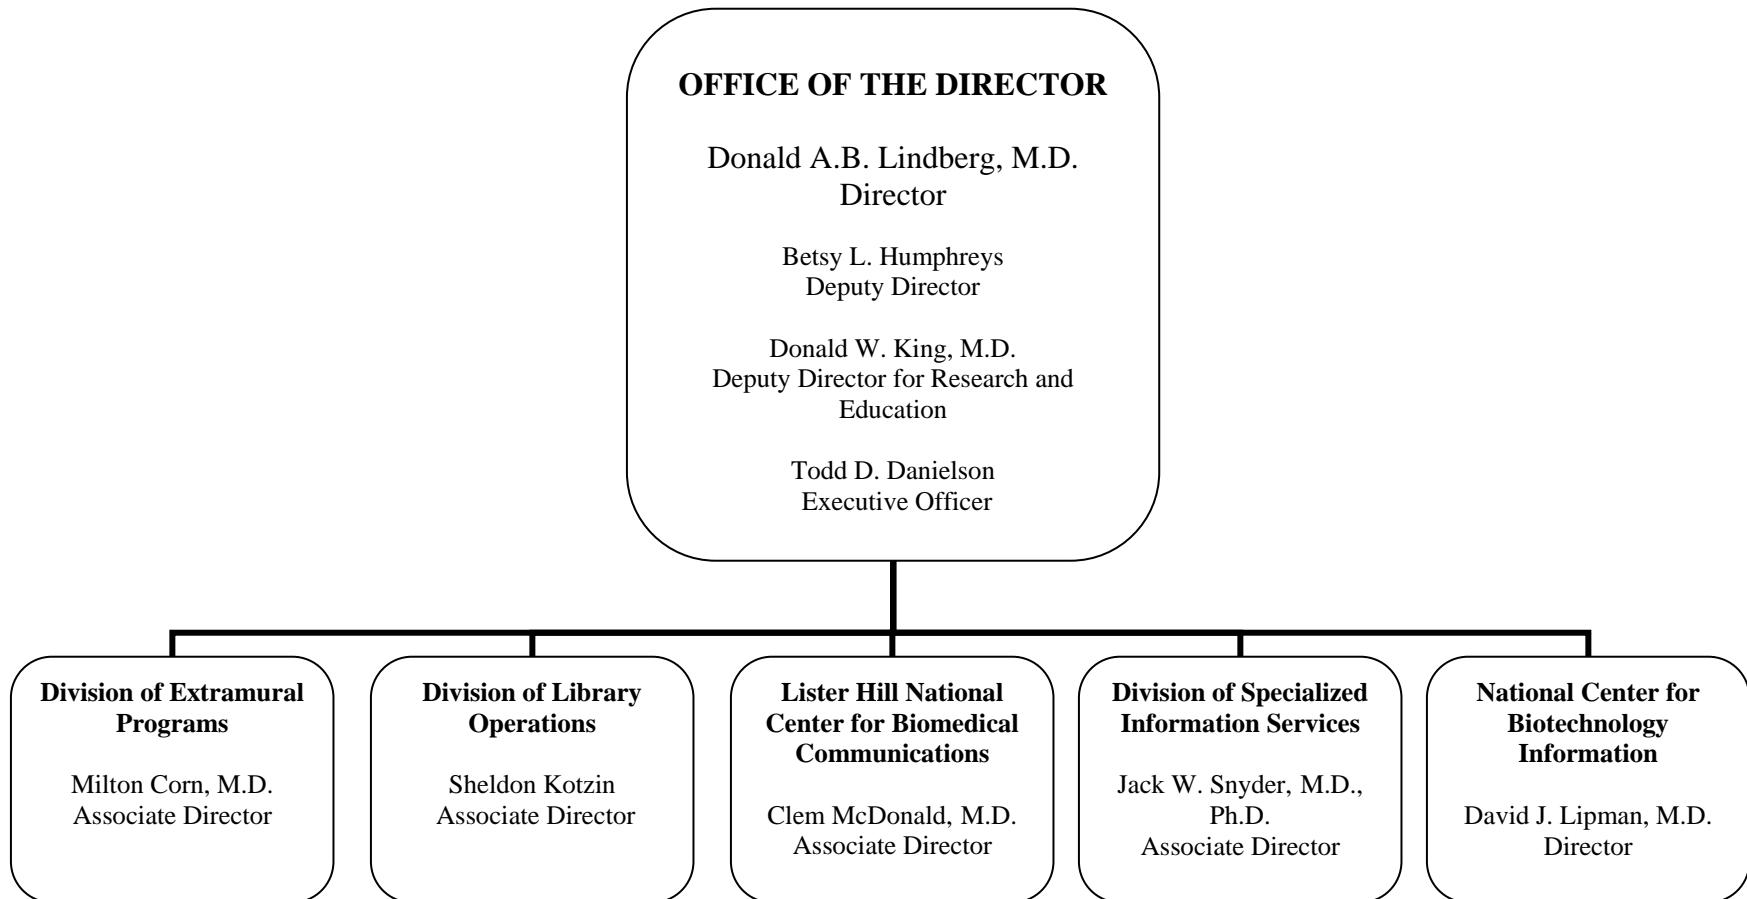 OFFICE OF THE DIRECTOR
Donald A.B. Lindberg, M.D.
Director
Betsy L. Humphreys
Deputy Director
Donald W. King, M.D.
Deputy Director for Research and
Education
Todd D. Danielson
Executive Officer
Division of Extramural
Programs
Milton Corn, M.D.
Associate Director
Division of Library
Operations
Sheldon Kotzin
Associate Director
Lister Hill National
Center for Biomedical
Communications
Clem McDonald, M.D.
Associate Director
Division of Specialized
Information Services
Jack W. Snyder, M.D.,
Ph.D.
Associate Director
National Center for
Biotechnology
Information
David J. Lipman, M.D.
Director